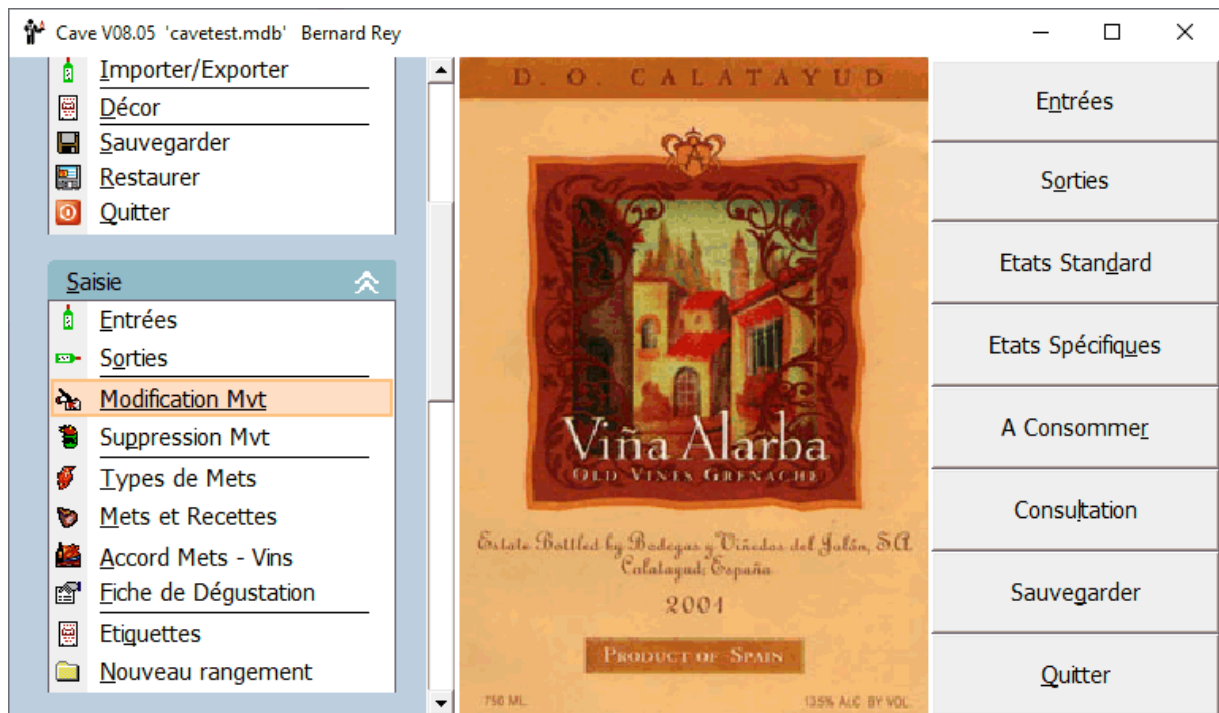 Cave V08.05 'cavetest.mdb' Bernard Rey
Importer/Exporter
Décor
Sauvegarder
Restaurer
Quitter
Saisie
Entrées
Sorties
Modification Mvt
Suppression Mvt
Types de Mets
Mets et Recettes
Accord Mets - Vins
Fiche de Dégustation
Etiquettes
Nouveau rangement
D. O. CALATAYUD
Viña Alarba
OLD VINES GRENACHE
Estate Bottled by Bodegas y Viñedos del Jalón, S.A.
Calatayud; España
2001
PRODUCT OF SPAIN
750 ML.
13.5% ALC. BY VOL.
Entrées
Sorties
Etats Standard
Etats Spécifiques
A Consommer
Consultation
Sauvegarder
Quitter